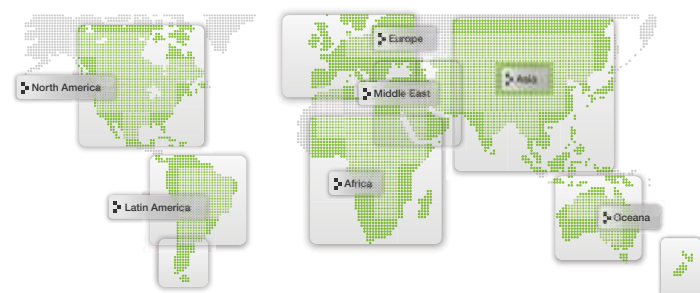 Europe
Asia
North America
Middle East
Africa
Latin America
Oceana